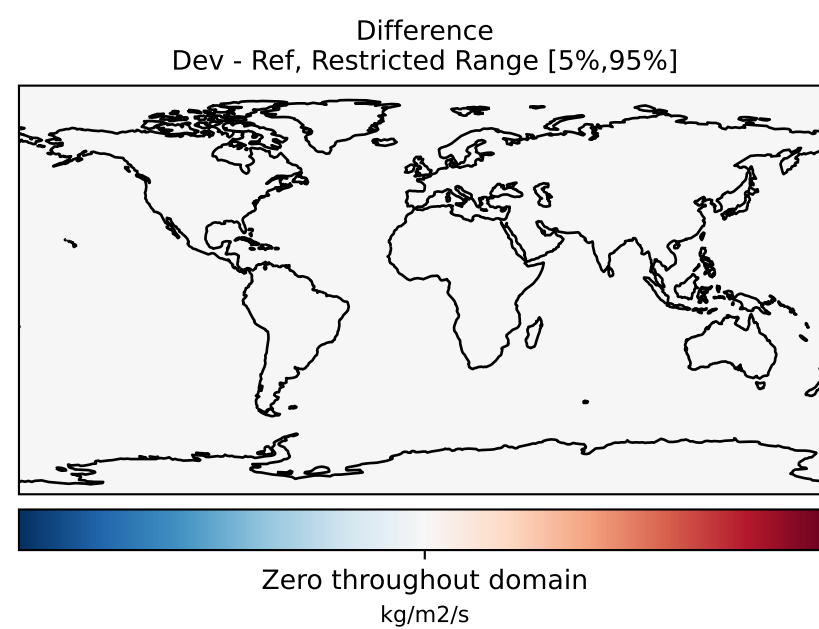 Difference
Dev - Ref, Restricted Range [5%,95%]
Zero throughout domain
kg/m2/s